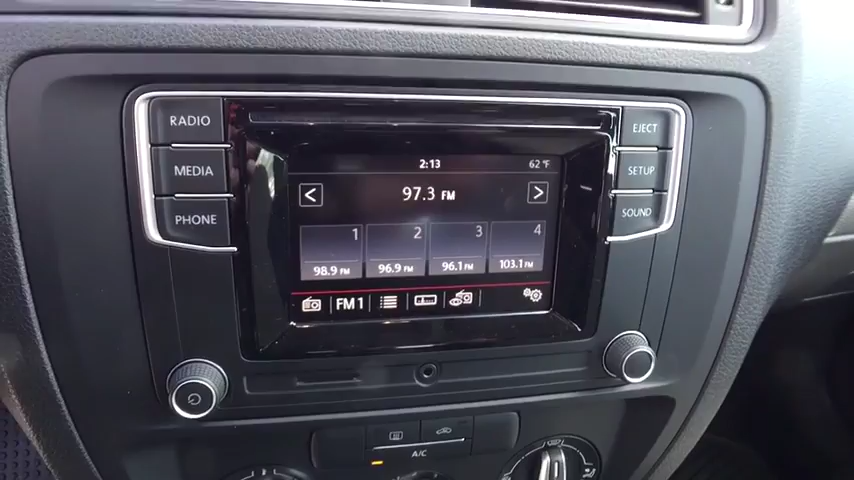 RADIO
MEDIA
PHONE
EJECT
SETUP
SOUND
2:13
62 °F
97.3 FM
1
2
3
4
98.9 FM
96.9 FM
96.1 FM
103.1 FM
FM 1
A/C